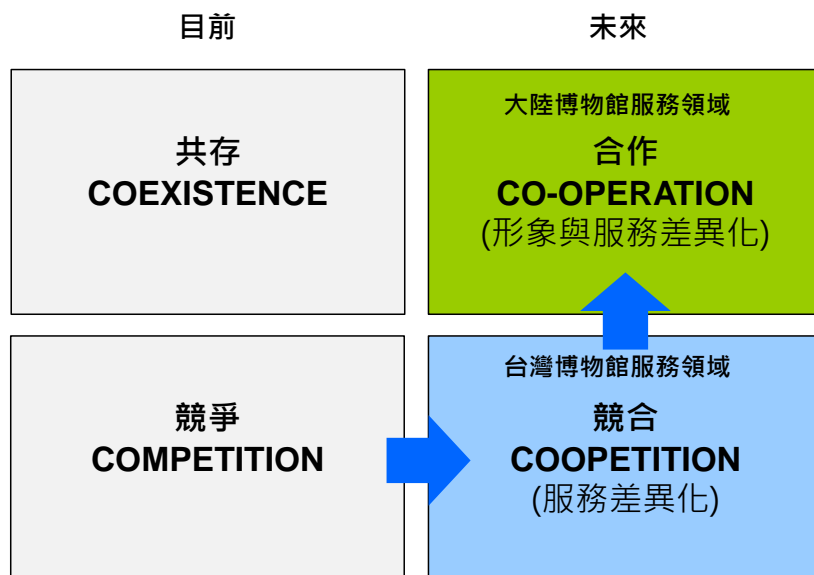 目前
未來
共存
COEXISTENCE
大陸博物館服務領域
合作
CO-OPERATION
(形象與服務差異化)
競爭
COMPETITION
台灣博物館服務領域
競合
COOPETITION
(服務差異化)